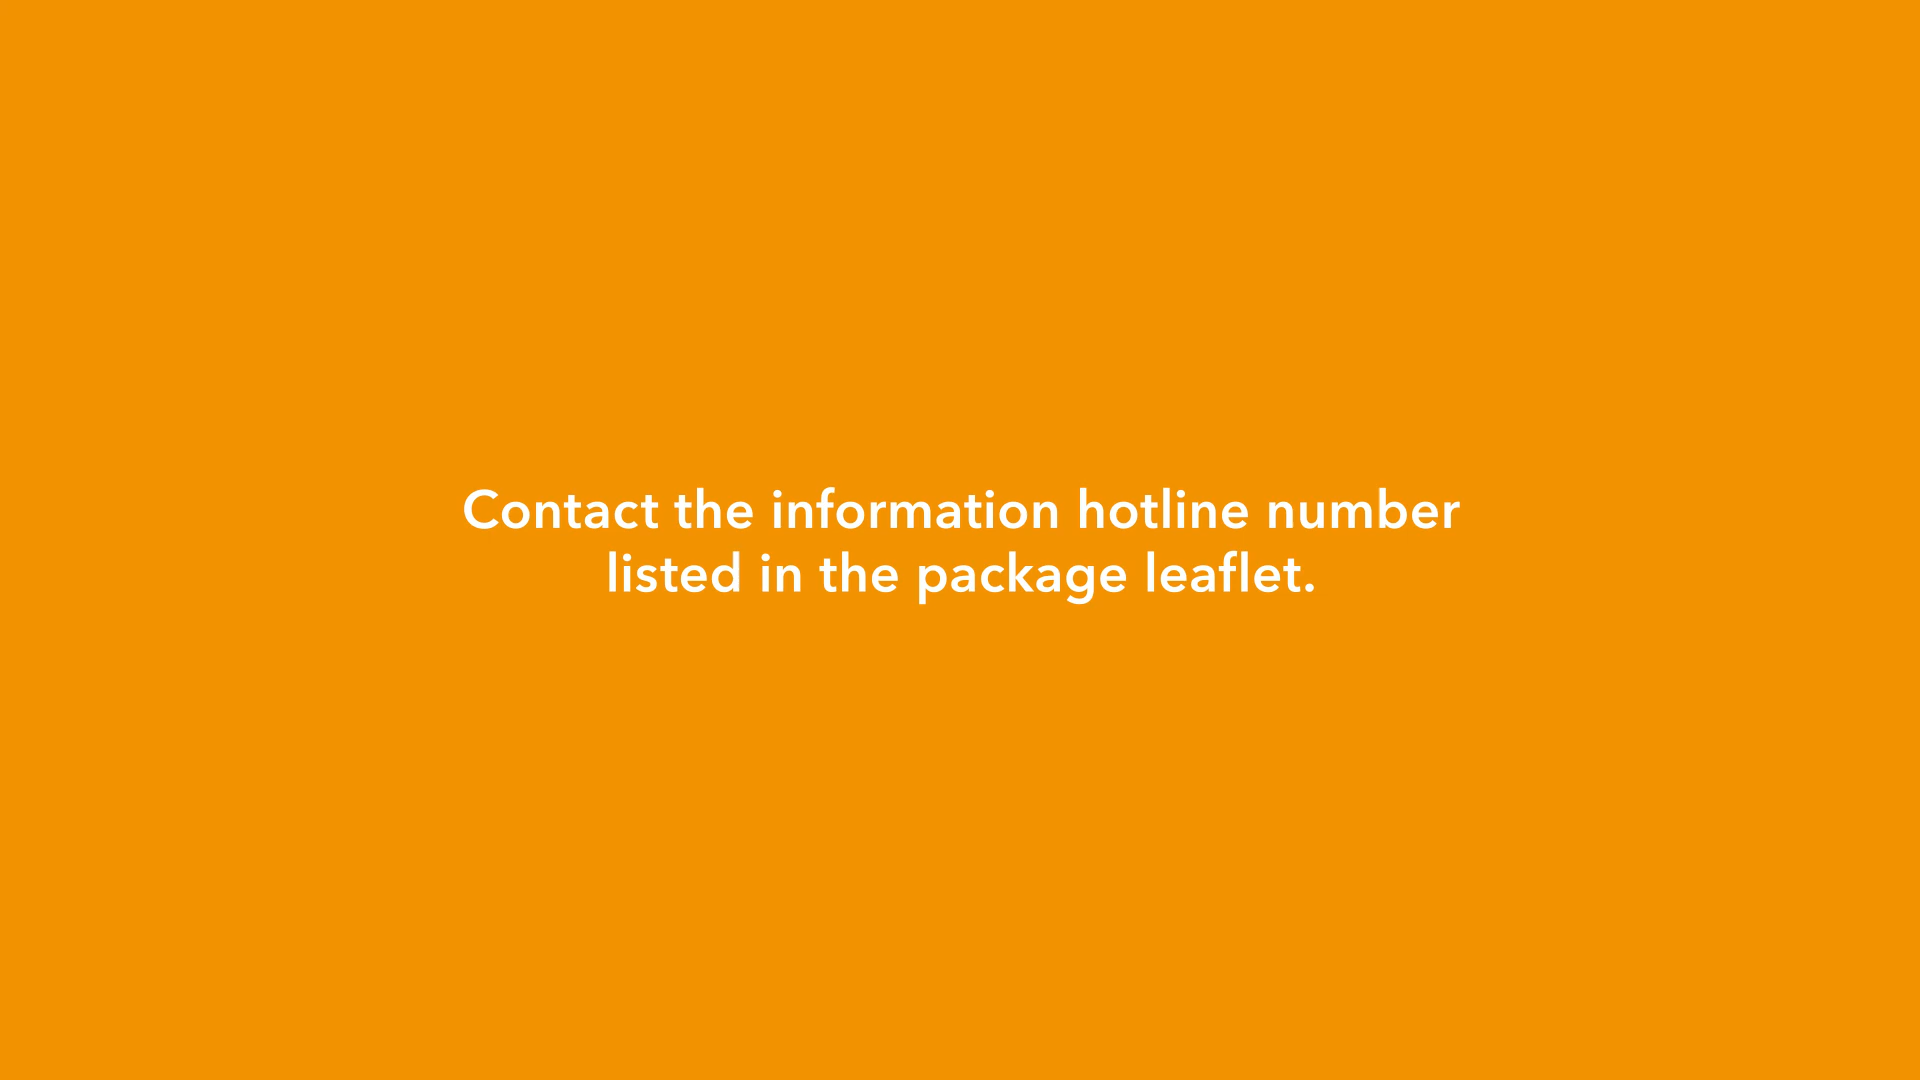 Contact the information hotline number
listed in the package leaflet.